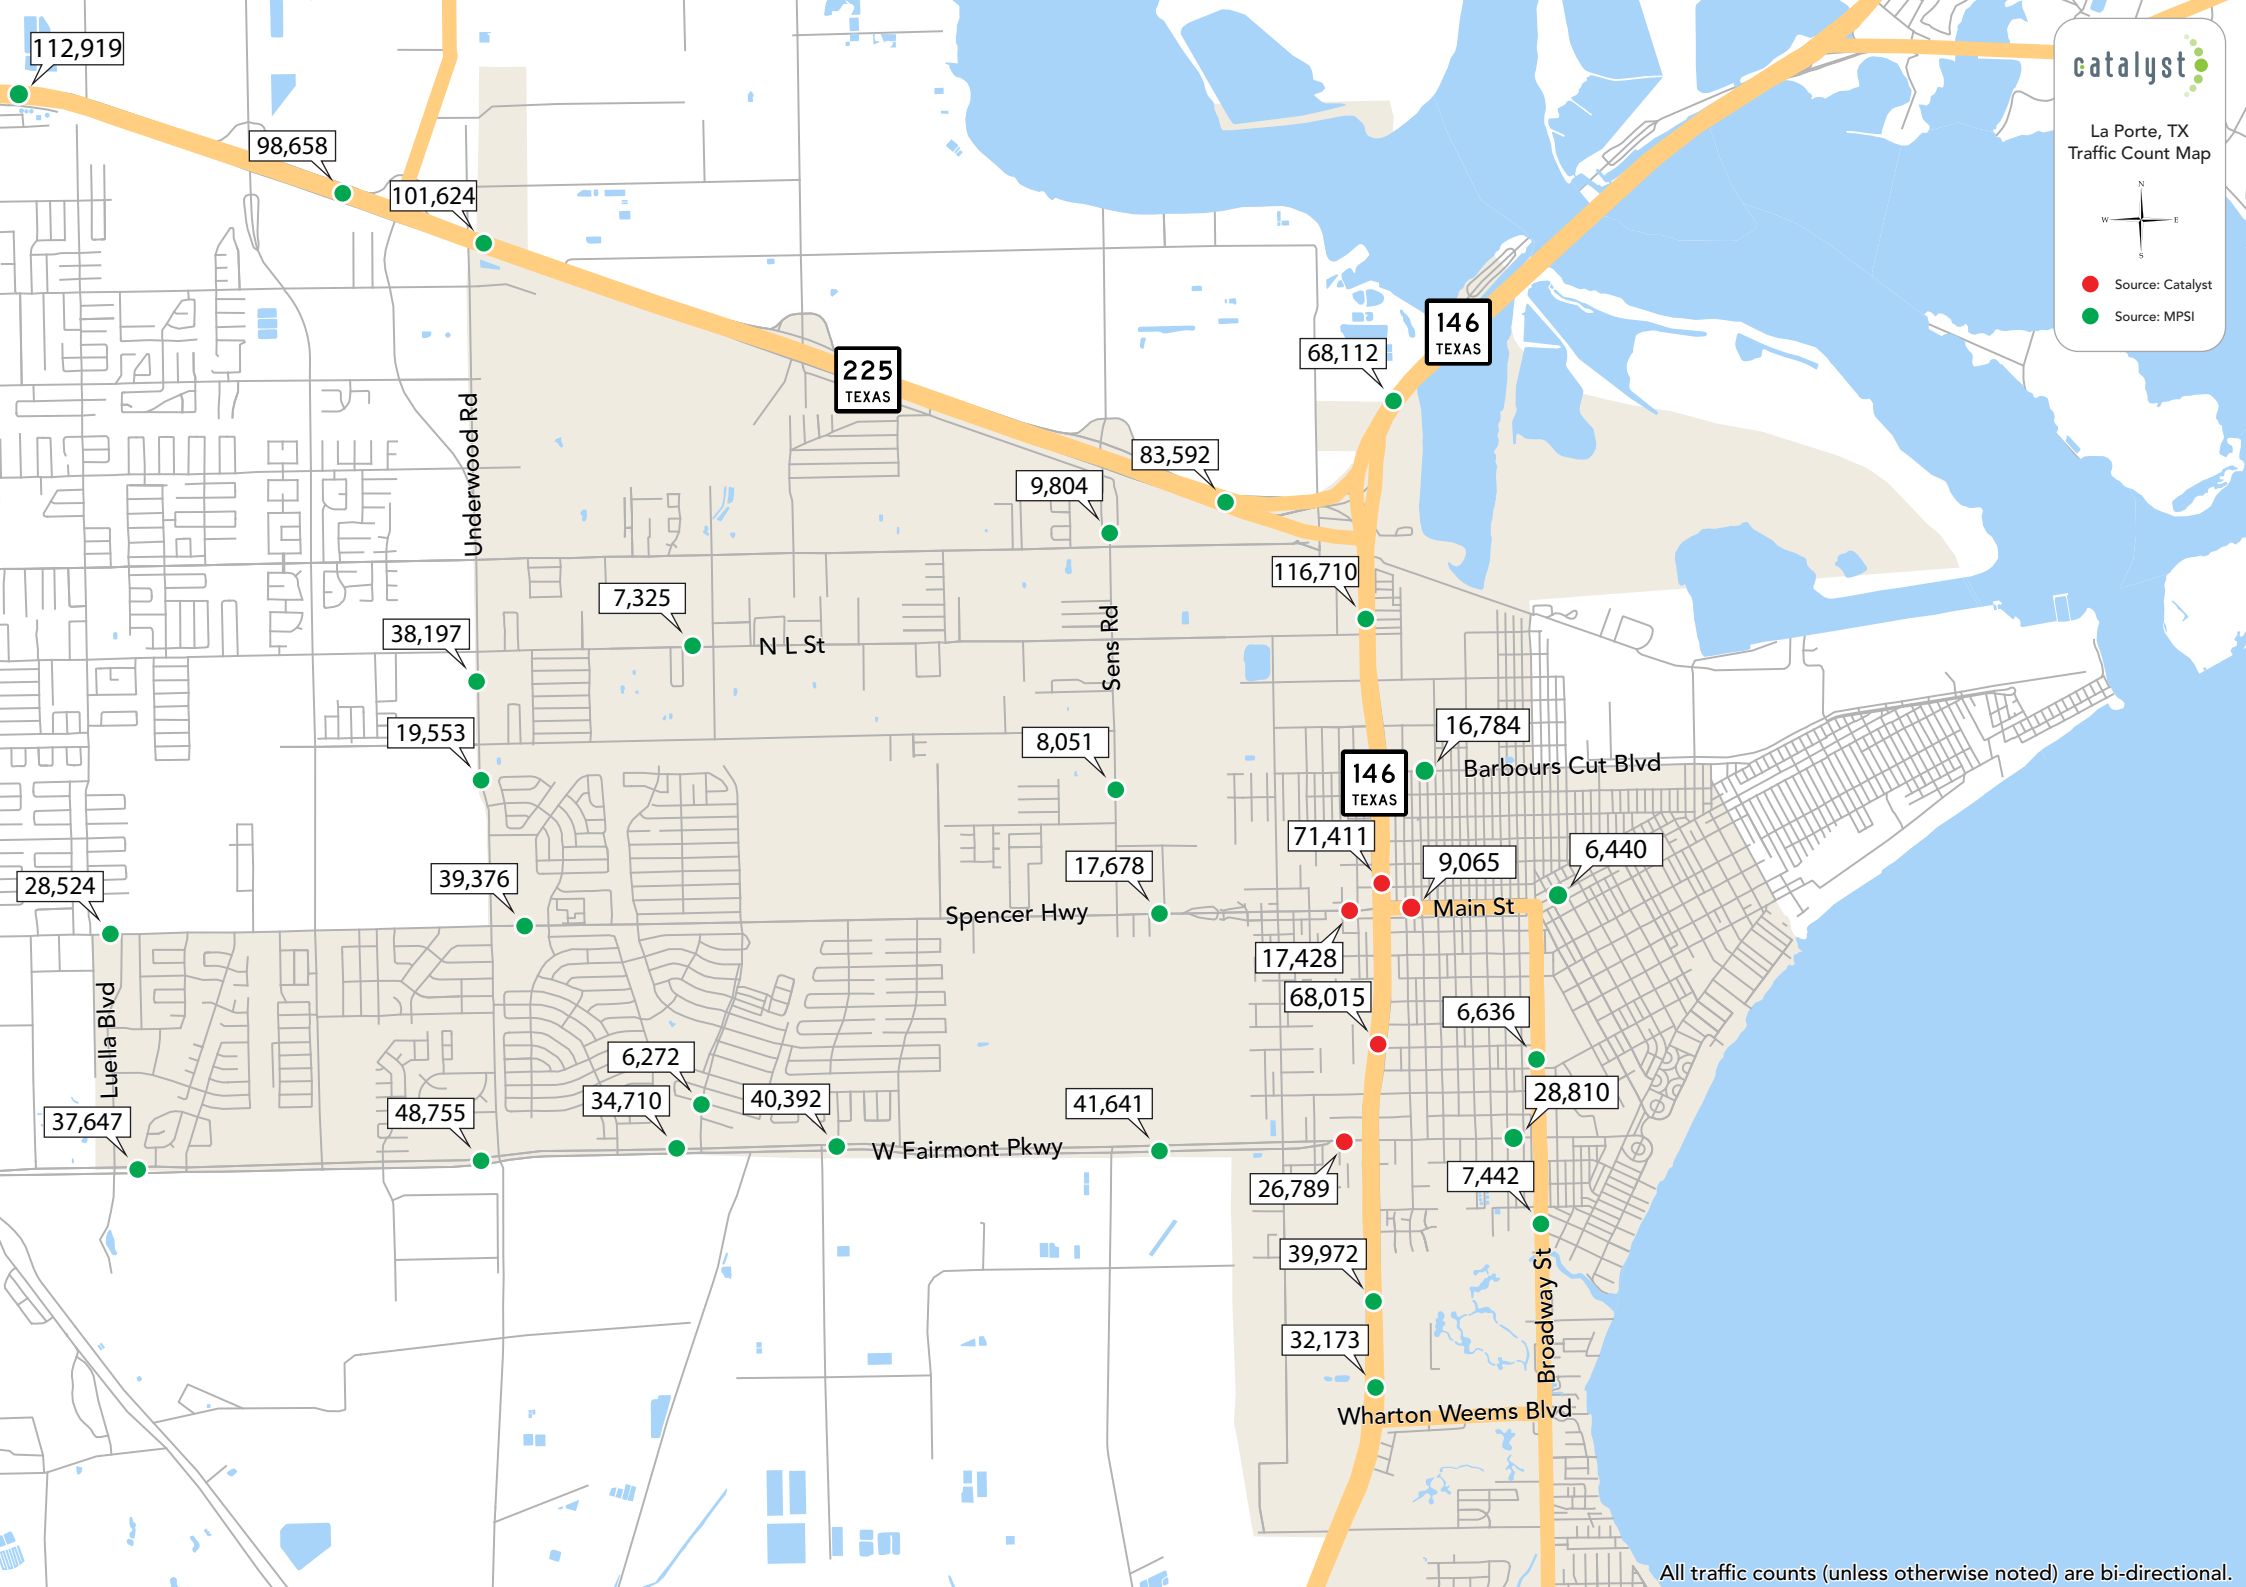 112,919
catalyst
La Porte, TX
Traffic Count Map
N
W E
S
Source: Catalyst
Source: MPSI
98,658
101,624
146
TEXAS
68,112
225
TEXAS
Underwood Rd
83,592
9,804
116,710
7,325
38,197
N L St
Sens Rd
19,553
16,784
8,051
Barbours Cut Blvd
146
TEXAS
71,411
9,065
6,440
17,678
39,376
28,524
Spencer Hwy
Main St
17,428
68,015
6,636
Luella Blvd
6,272
34,710
40,392
41,641
28,810
48,755
37,647
W Fairmont Pkwy
26,789
7,442
39,972
Broadway St
32,173
Wharton Weems Blvd
All traffic counts (unless otherwise noted) are bi-directional.